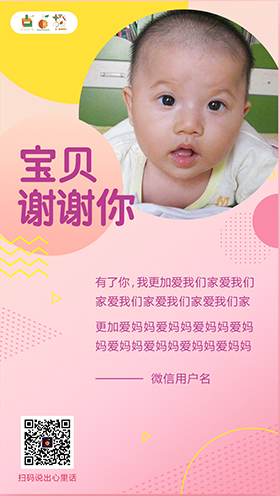 宝贝
谢谢你
有了你，我更加爱我们家爱我们
家爱我们家爱我们家爱我们家
更加爱妈妈爱妈妈爱妈妈爱妈
妈爱妈妈爱妈妈爱妈妈爱妈妈
——— 微信用户名
扫码说出心里话